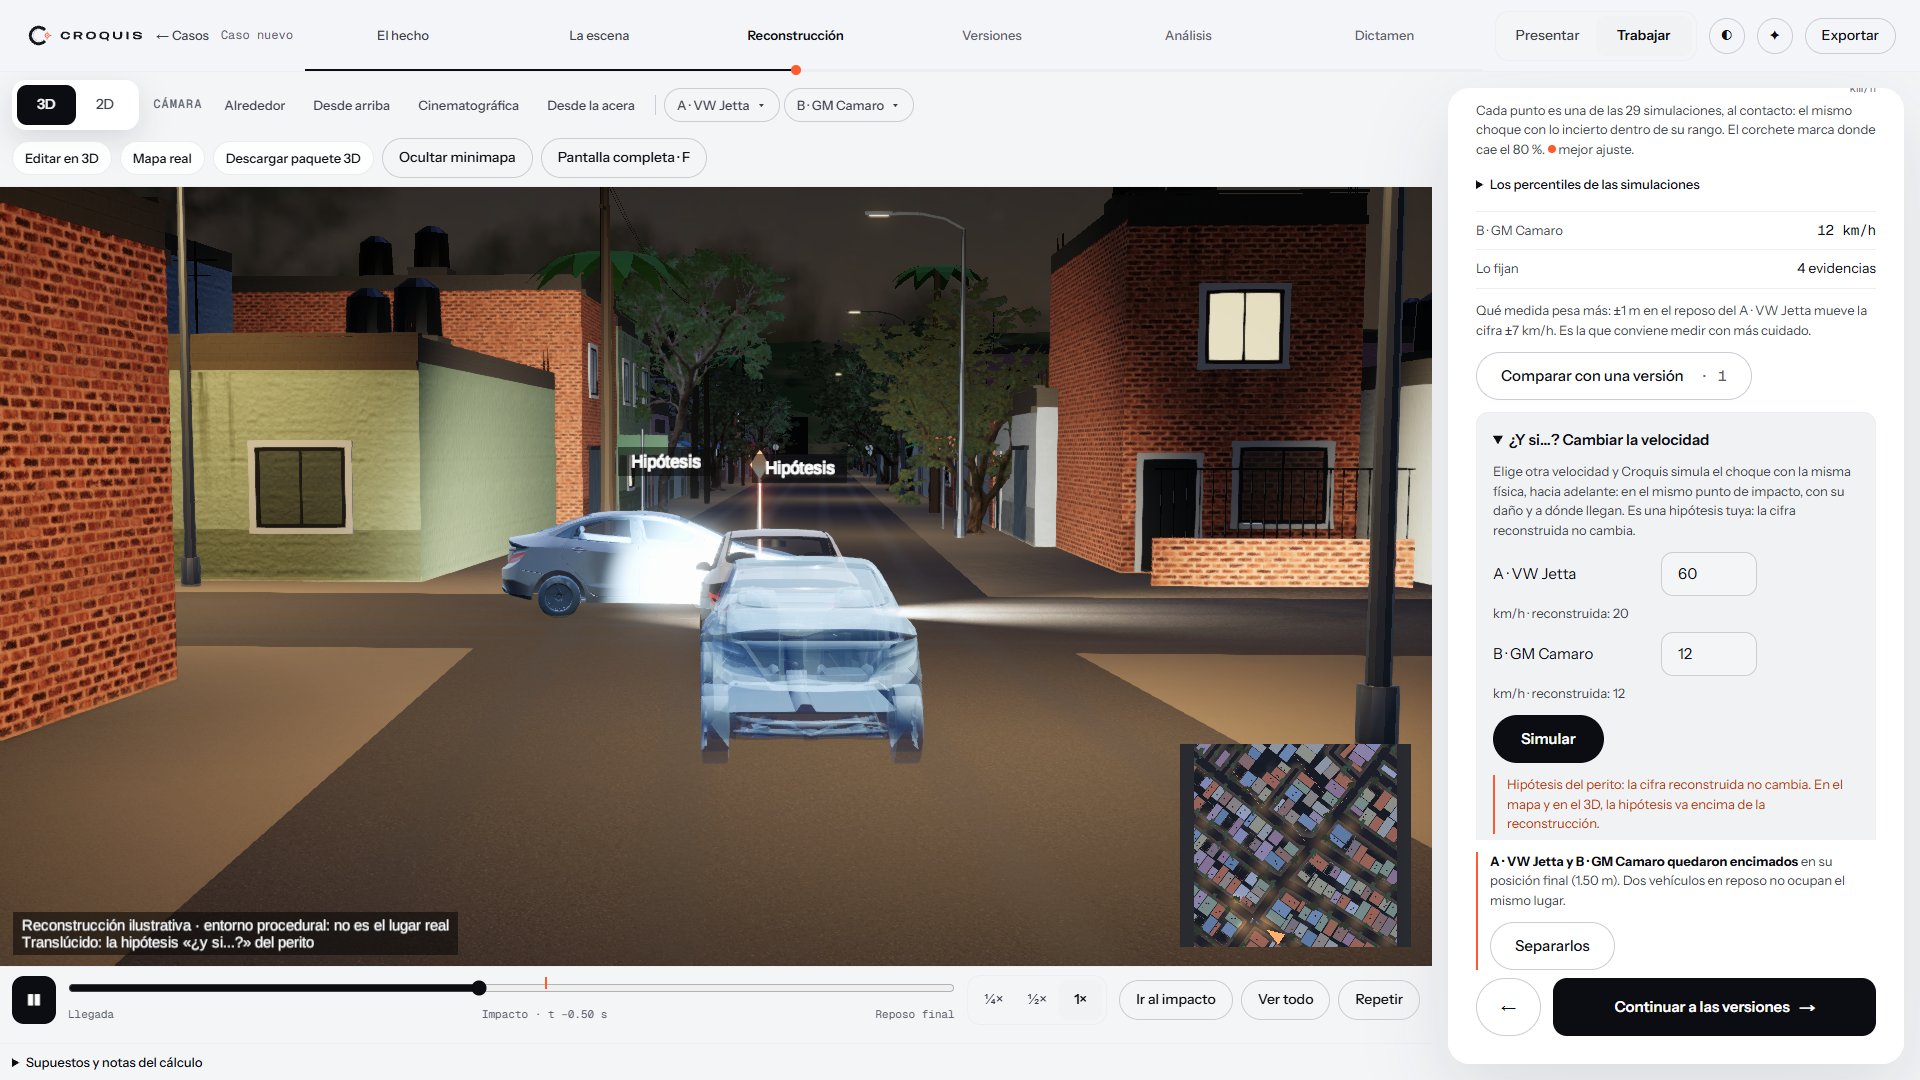 CROQUIS
← Casos
Caso nuevo
El hecho
La escena
Reconstrucción
Versiones
Análisis
Dictamen
Presentar
Trabajar
Exportar
3D
2D
CÁMARA
Alrededor
Desde arriba
Cinematográfica
Desde la acera
A·VW Jetta
B·GM Camaro
Editar en 3D
Mapa real
Descargar paquete 3D
Ocultar minimapa
Pantalla completa·F
Hipótesis
Hipótesis
Reconstrucción ilustrativa · entorno procedural: no es el lugar real
Translúcido: la hipótesis «¿y si...?» del perito
Llegada
Impacto · t −0.50 s
Reposo final
¼×
½×
1×
Ir al impacto
Ver todo
Repetir
Supuestos y notas del cálculo
km/h
Cada punto es una de las 29 simulaciones, al contacto: el mismo
choque con lo incierto dentro de su rango. El corchete marca donde
cae el 80 %. mejor ajuste.
Los percentiles de las simulaciones
B·GM Camaro
12 km/h
Lo fijan
4 evidencias
Qué medida pesa más: ±1 m en el reposo del A·VW Jetta mueve la
cifra ±7 km/h. Es la que conviene medir con más cuidado.
Comparar con una versión · 1
¿Y si...? Cambiar la velocidad
Elige otra velocidad y Croquis simula el choque con la misma
física, hacia adelante: en el mismo punto de impacto, con su
daño y a dónde llegan. Es una hipótesis tuya: la cifra
reconstruida no cambia.
A·VW Jetta
60
km/h·reconstruida: 20
B·GM Camaro
12
km/h·reconstruida: 12
Simular
Hipótesis del perito: la cifra reconstruida no cambia. En el
mapa y en el 3D, la hipótesis va encima de la
reconstrucción.
A·VW Jetta y B·GM Camaro quedaron encimados en su
posición final (1.50 m). Dos vehículos en reposo no ocupan el
mismo lugar.
Separarlos
←
Continuar a las versiones →